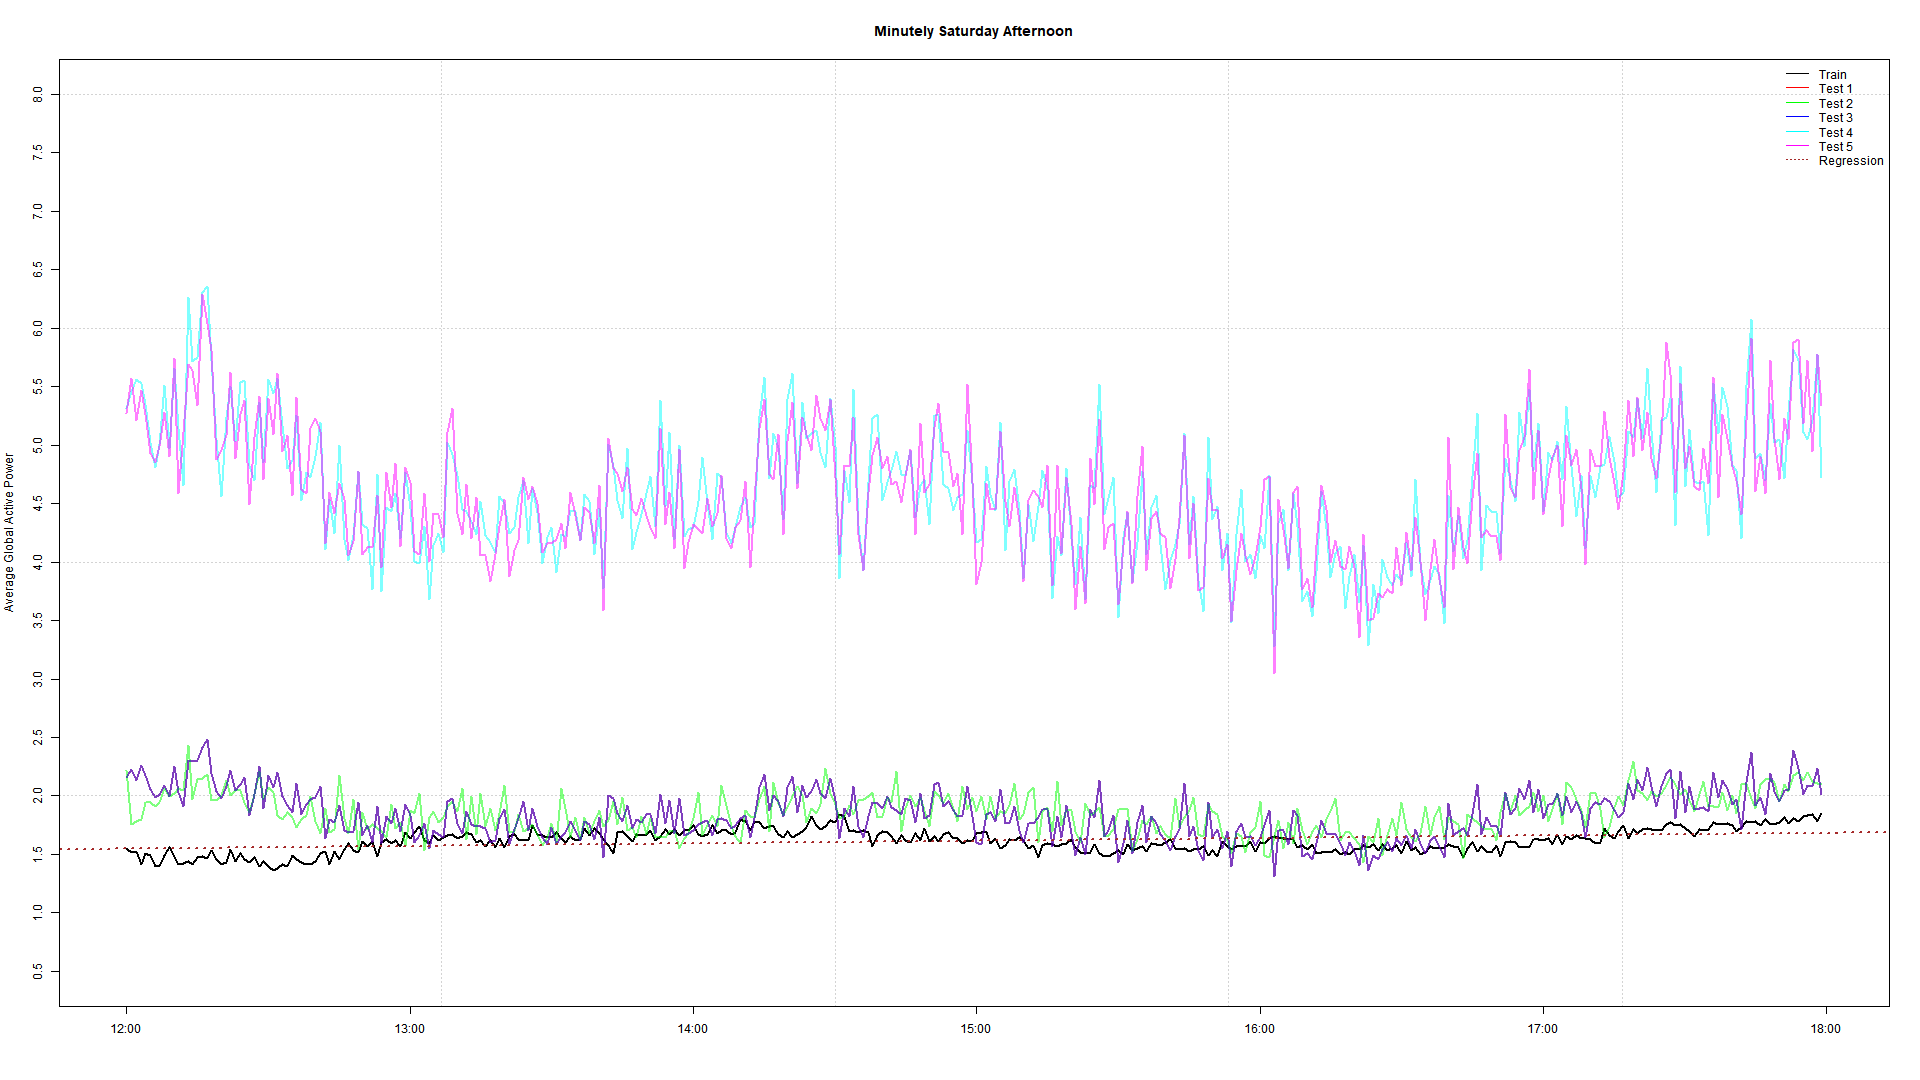 Minutely Saturday Afternoon
Average Global Active Power
8.0
7.5
7.0
6.5
6.0
5.5
5.0
4.5
4.0
3.5
3.0
2.5
2.0
1.5
1.0
0.5
Train
Test 1
Test 2
Test 3
Test 4
Test 5
Regression
12:00 13:00 14:00 15:00 16:00 17:00 18:00